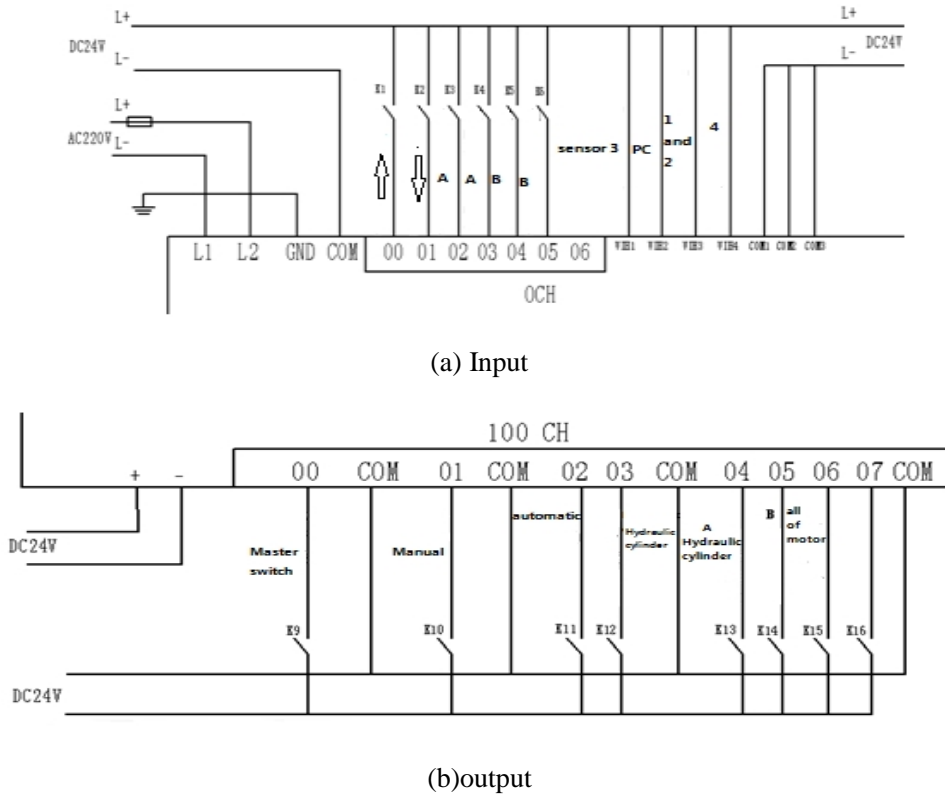 L+
L+
DC24V
DC24V
L-
L-
K1 K2 K3 K4 K5 K6
L+
1 and 2
4
AC220V
L-
sensor 3 PC
A A B B
L1 L2 GND COM 00 01 02 03 04 05 06 VIH1 VIH2 VIH3 VIH4 COM1 COM2 COM3
0CH
(a) Input
100 CH
+ - 00 COM 01 COM 02 03 COM 04 05 06 07 COM
DC24V
Master switch
Manual
automatic
Hydraulic cylinder
A Hydraulic cylinder
B
all of motor
K9 K10 K11 K12 K13 K14 K15 K16
DC24V
(b)output